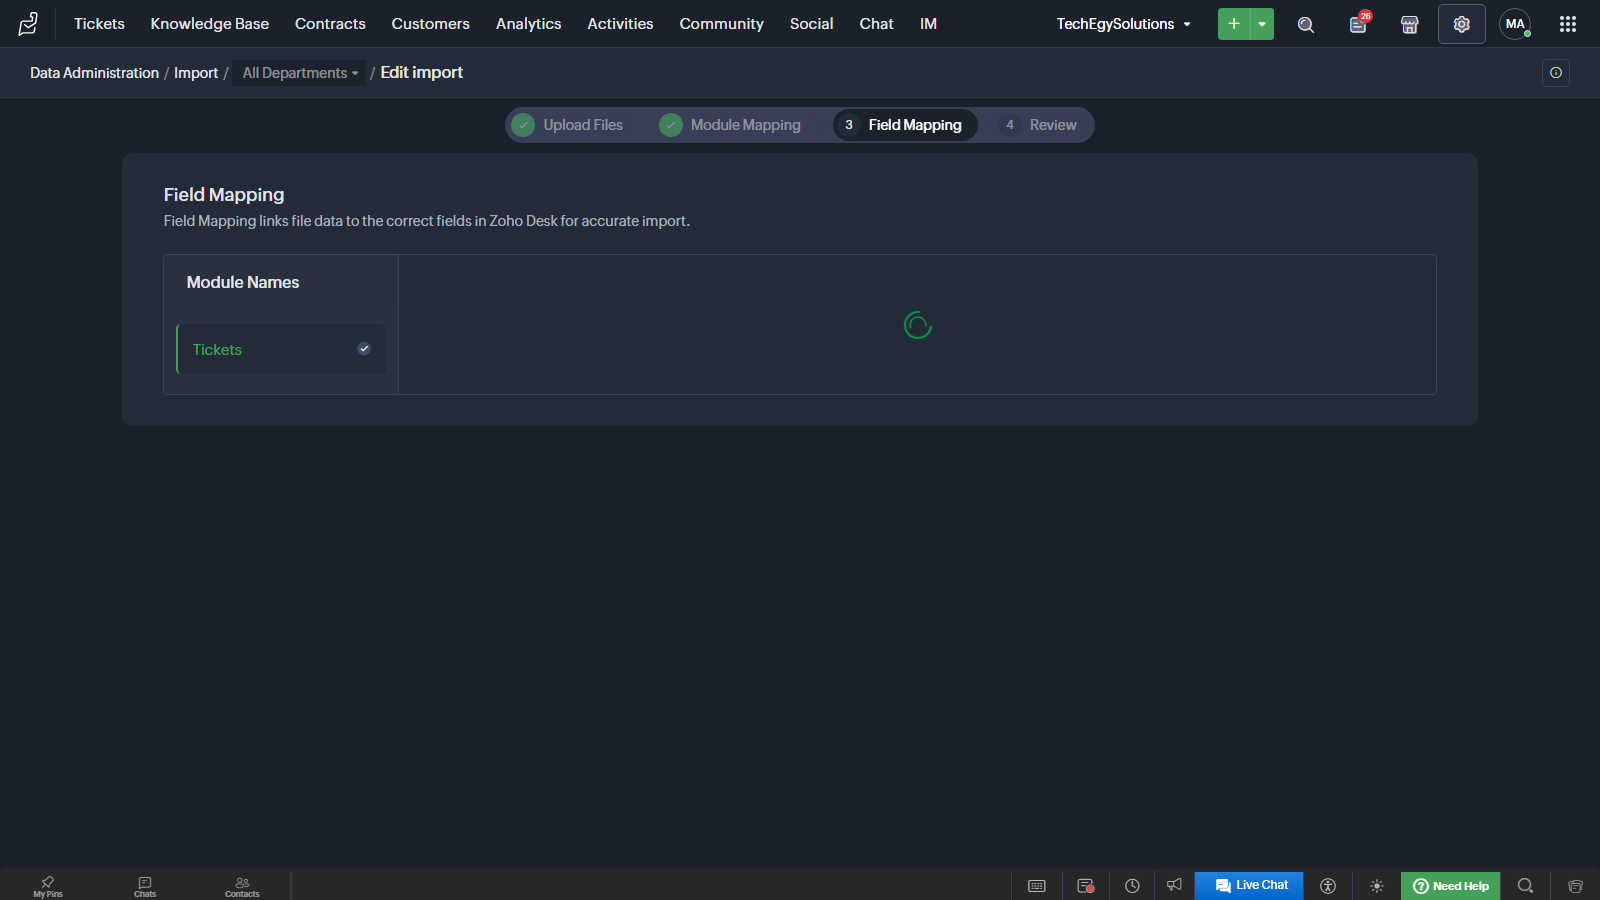 Tickets Knowledge Base Contracts Customers Analytics Activities Community Social Chat IM TechEgySolutions 26 MA
Data Administration / Import / All Departments / Edit import
Upload Files Module Mapping 3 Field Mapping 4 Review
Field Mapping
Field Mapping links file data to the correct fields in Zoho Desk for accurate import.
Module Names
Tickets
My Pins Chats Contacts Live Chat Need Help